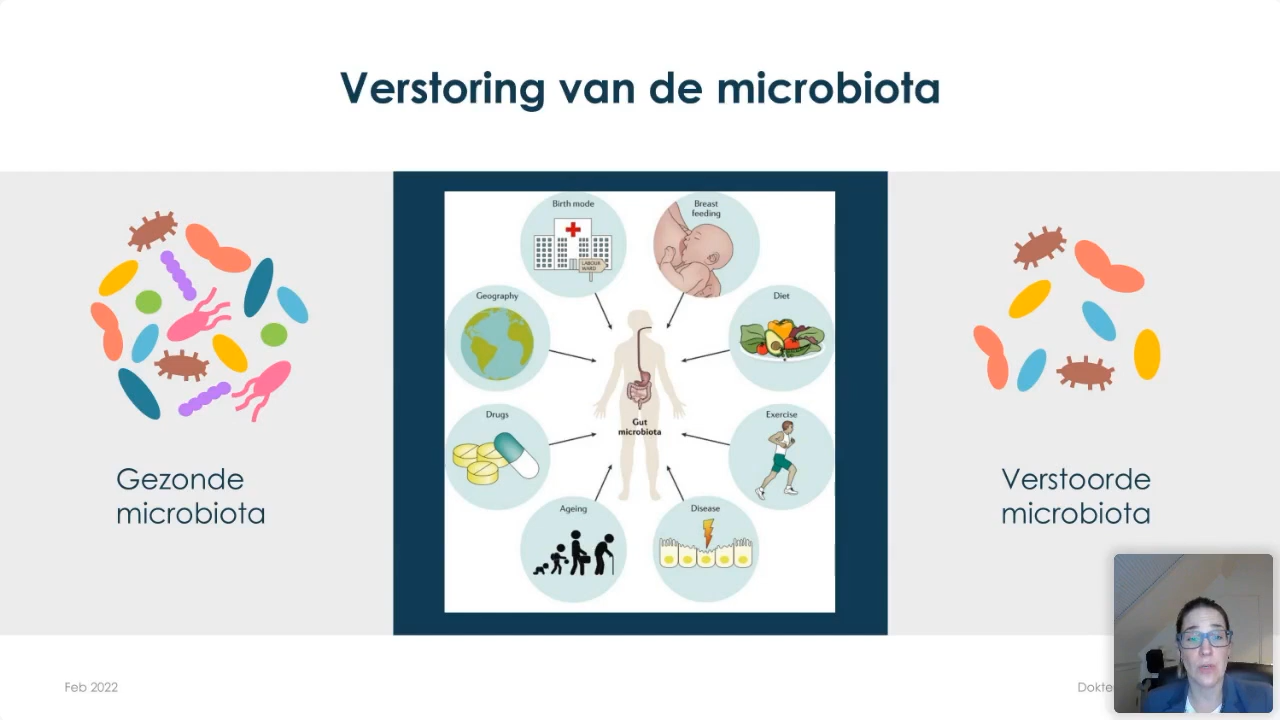 Verstoring van de microbiota
Birth mode
LABOUR
WARD
Breast
feeding
Geography
Diet
Drugs
Gut
microbiota
Exercise
Ageing
Disease
Gezonde
microbiota
Verstoorde
microbiota
Feb 2022
Dokte